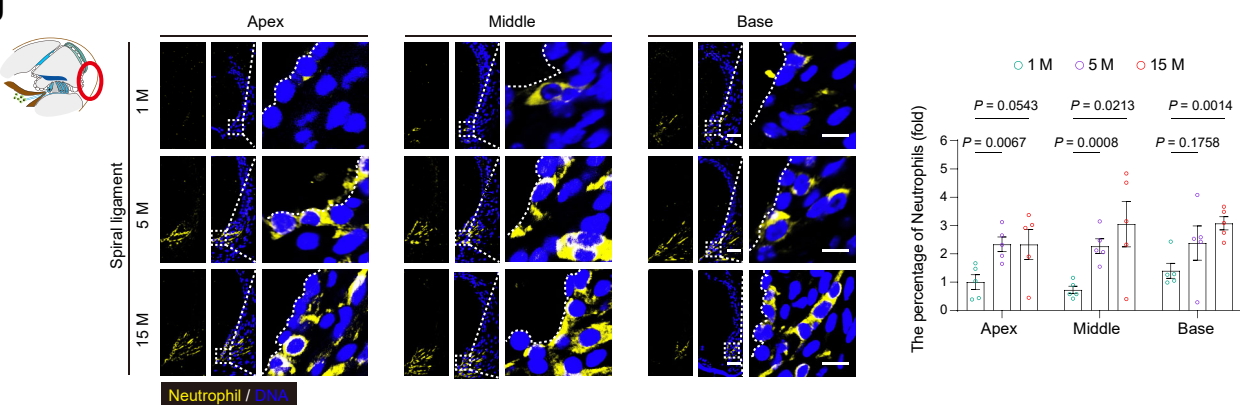 Apex Middle Base
1 M
5 M
15 M
Spiral ligament
Neutrophil / DNA
1 M 5 M 15 M
P = 0.0543 P = 0.0213 P = 0.0014
P = 0.0067 P = 0.0008 P = 0.1758
The percentage of Neutrophils (fold)
6
5
4
3
2
1
0
Apex Middle Base